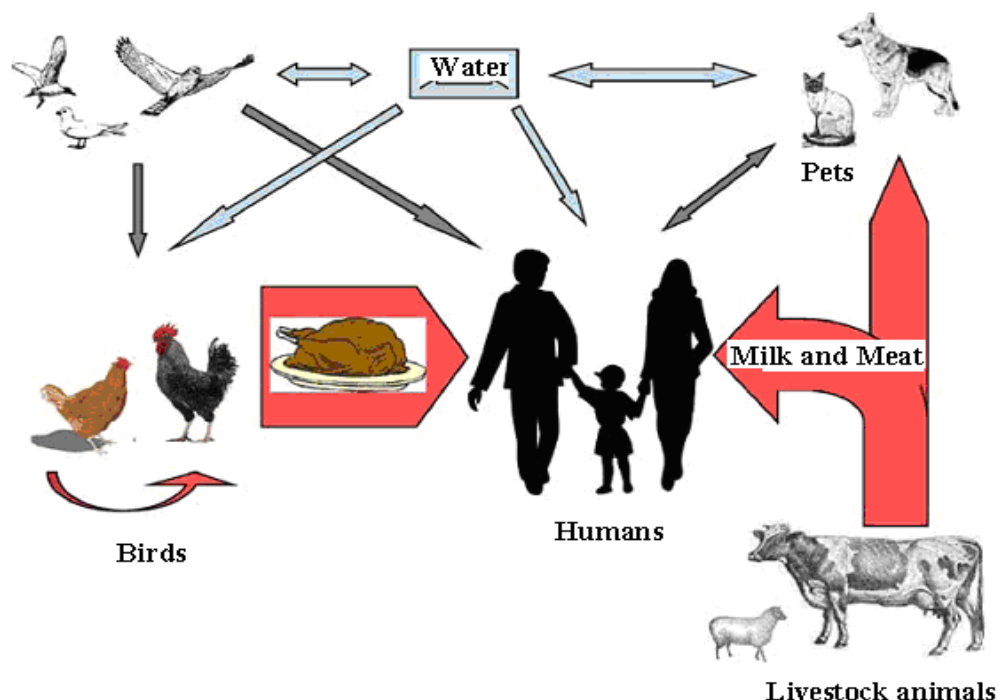 Water
Pets
Milk and Meat
Humans
Birds
Livestock animals